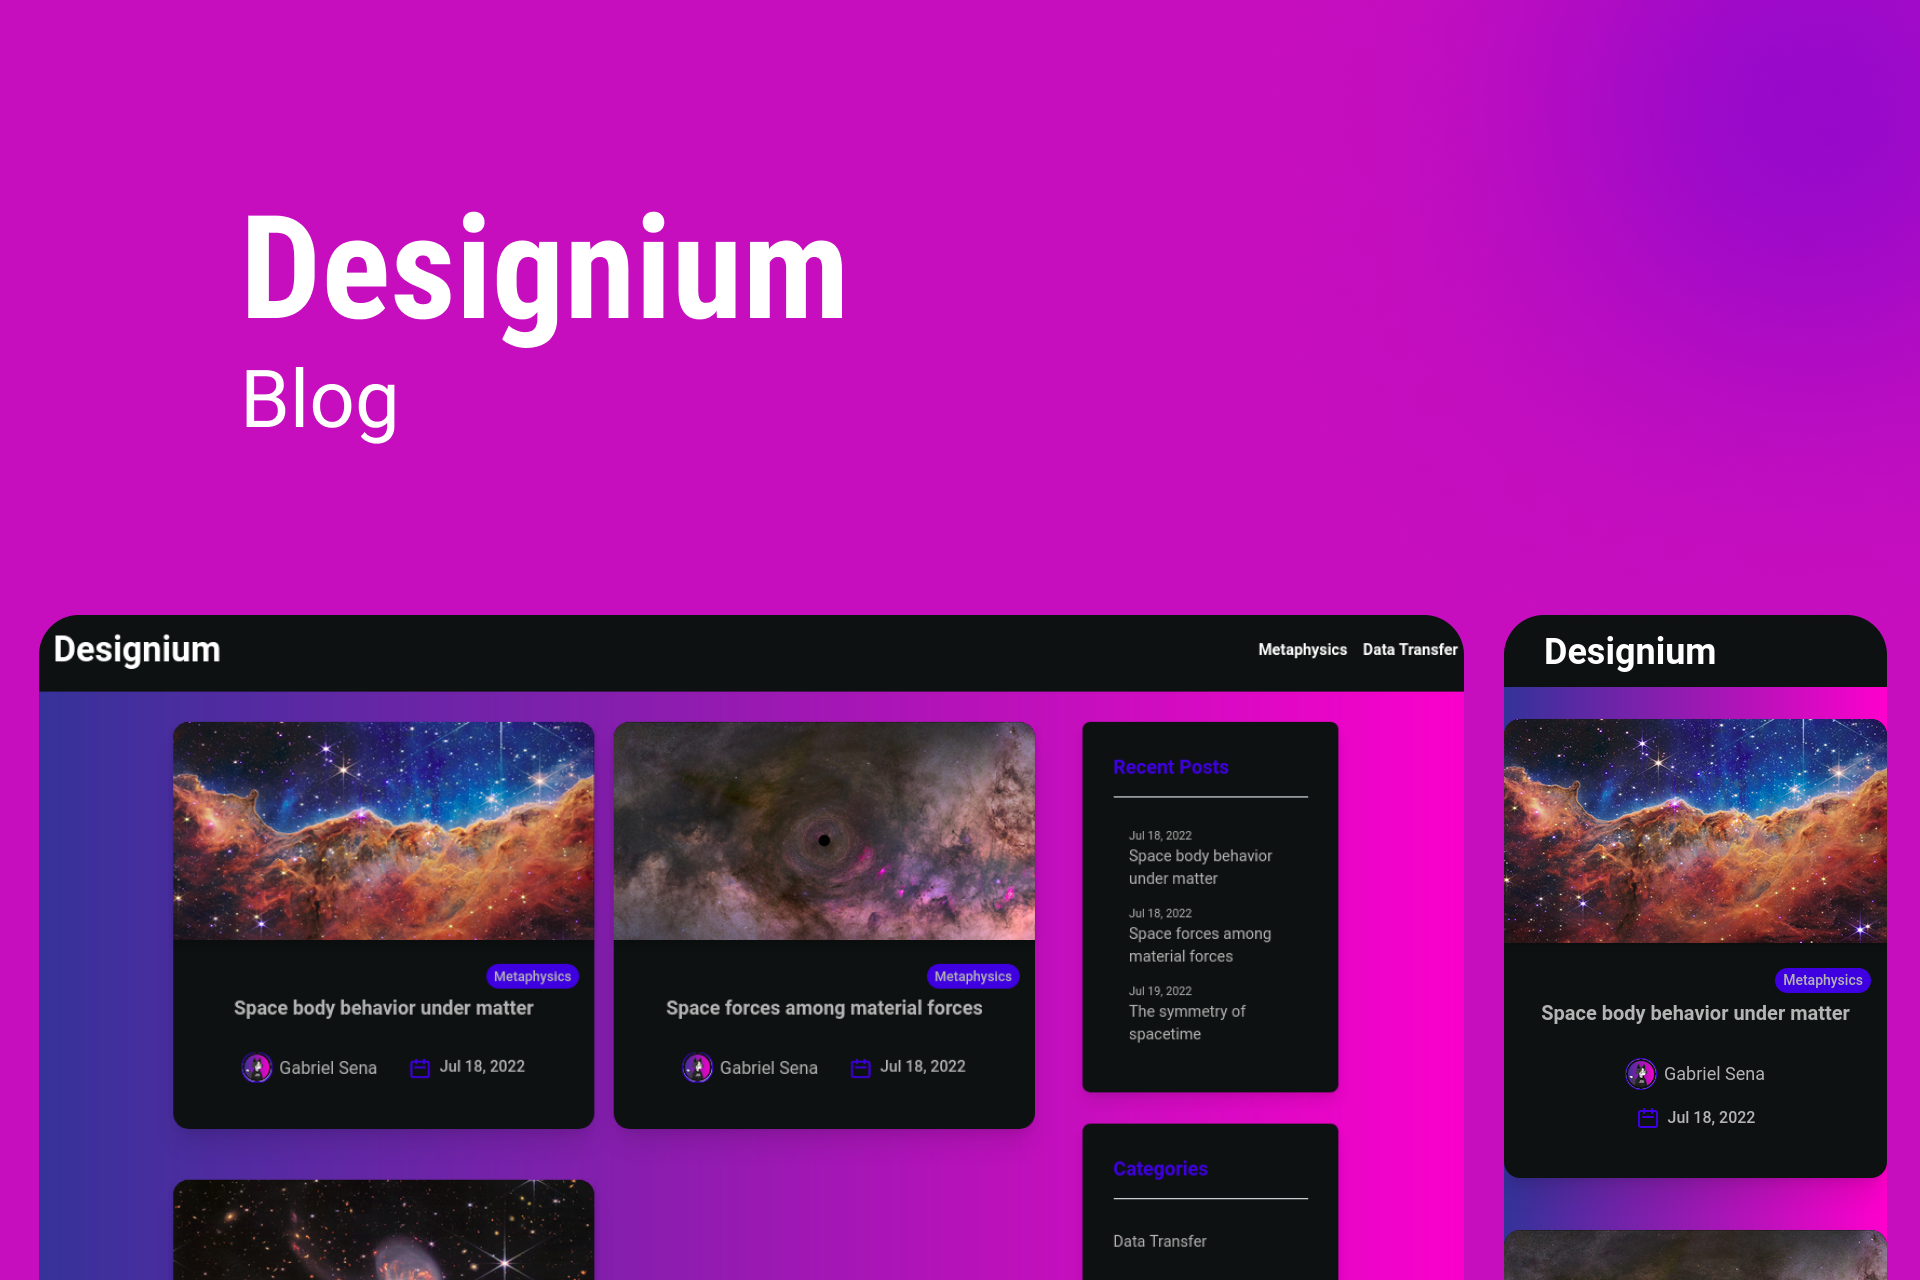 Designium
Blog
Designium
Metaphysics Data Transfer
Metaphysics
Space body behavior under matter
Gabriel Sena Jul 18, 2022
Metaphysics
Space forces among material forces
Gabriel Sena Jul 18, 2022
Recent Posts
Jul 18, 2022
Space body behavior
under matter
Jul 18, 2022
Space forces among
material forces
Jul 19, 2022
The symmetry of
spacetime
Categories
Data Transfer
Designium
Metaphysics
Space body behavior under matter
Gabriel Sena
Jul 18, 2022